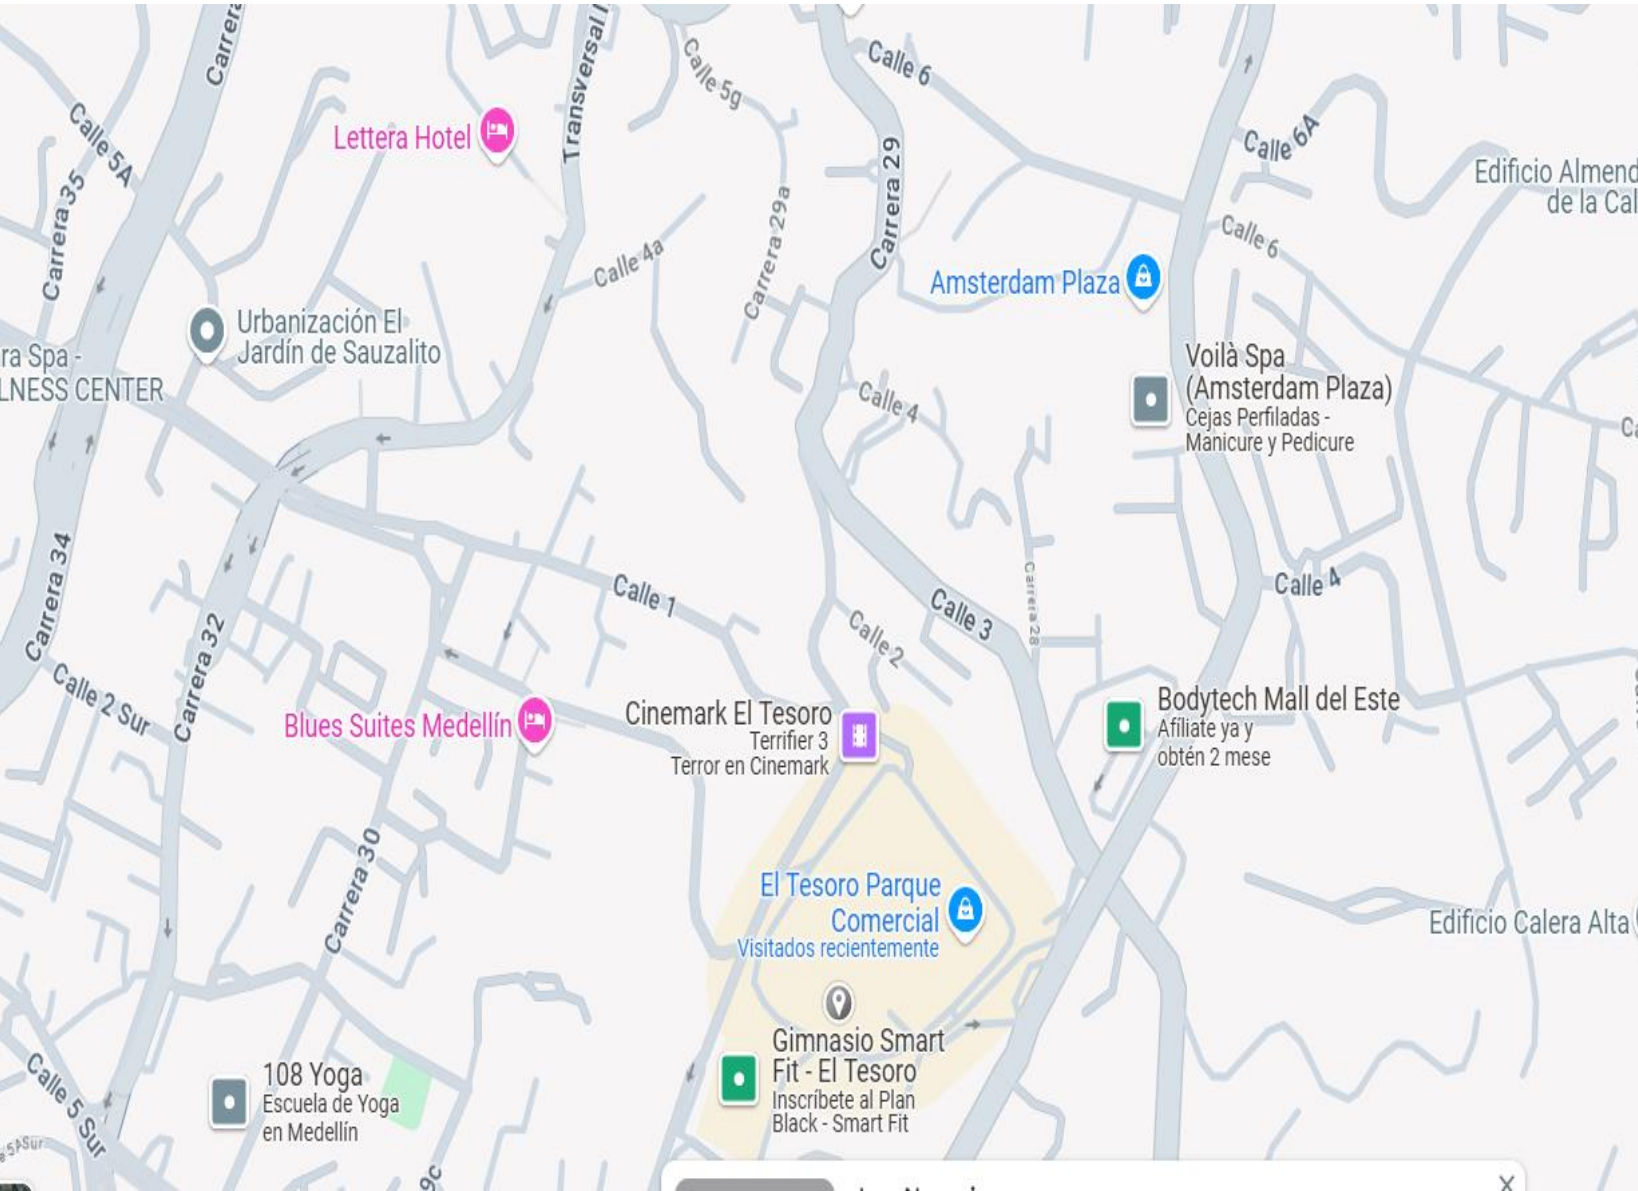 Carrera
Transversal
Calle 5g
Calle 6
Calle 5A
Lettera Hotel
Calle 6A
Carrera 35
Carrera 29
Edificio Almend
de la Cal
Carrera 29a
Calle 4a
Calle 6
Amsterdam Plaza
Urbanización El
Jardín de Sauzalito
ra Spa -
LNESS CENTER
Voilà Spa
(Amsterdam Plaza)
Cejas Perfiladas -
Manicure y Pedicure
Calle 4
Carrera 34
Calle 1
Calle 3
Carrera 28
Calle 4
Carrera 32
Calle 2
Calle 2 Sur
Blues Suites Medellín
Cinemark El Tesoro
Terrifier 3
Terror en Cinemark
Bodytech Mall del Este
Afíliate ya y
obtén 2 mese
Carrera 30
El Tesoro Parque
Comercial
Visitados recientemente
Edificio Calera Alta
Gimnasio Smart
Fit - El Tesoro
Inscríbete al Plan
Black - Smart Fit
108 Yoga
Escuela de Yoga
en Medellín
Calle 5 Sur
9c
X